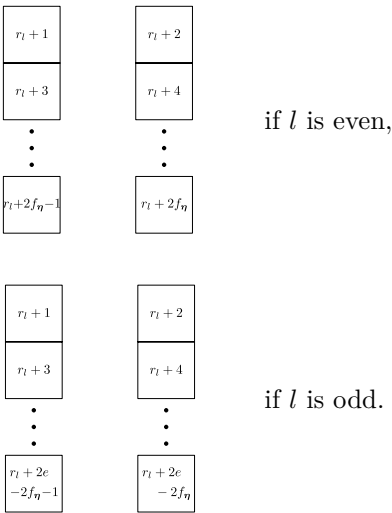 r_l + 1 r_l + 2
r_l + 3 r_l + 4
if l is even,
r_l+2f_η−1 r_l + 2f_η
r_l + 1 r_l + 2
r_l + 3 r_l + 4
if l is odd.
r_l + 2e r_l + 2e
−2f_η−1 − 2f_η